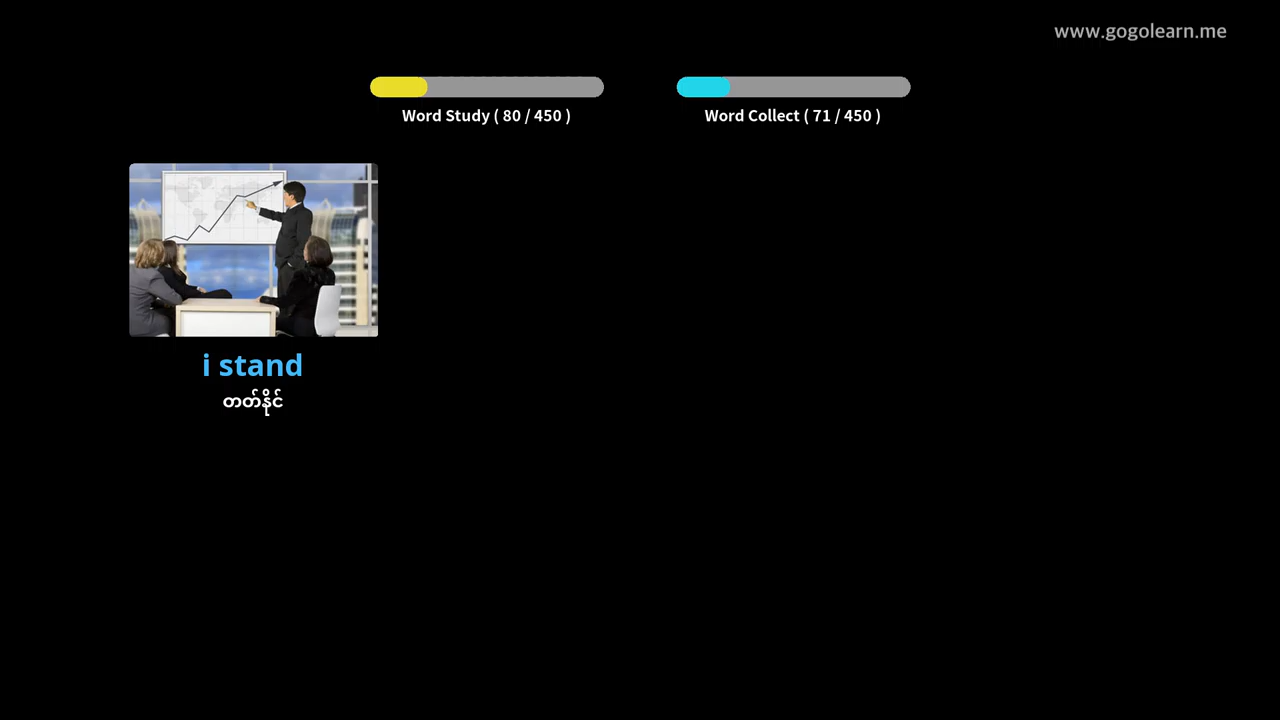 www.gogolearn.me
Word Study ( 80 / 450 )
Word Collect ( 71 / 450 )
i stand
တတ်နိုင်